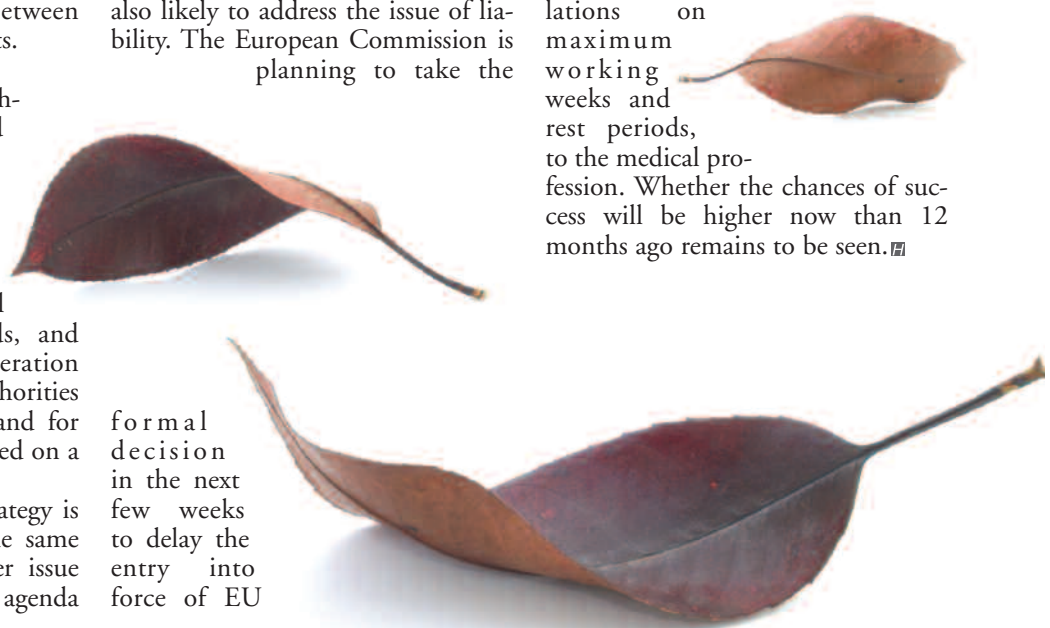 etween
s.
h-
ls, and
eration
horities
and for
ed on a
ategy is
e same
er issue
agenda
also likely to address the issue of lia-
bility. The European Commission is
planning to take the
formal
decision
in the next
few weeks
to delay the
entry into
force of EU
lations on
maximum
working
weeks and
rest periods,
to the medical pro-
fession. Whether the chances of suc-
cess will be higher now than 12
months ago remains to be seen.